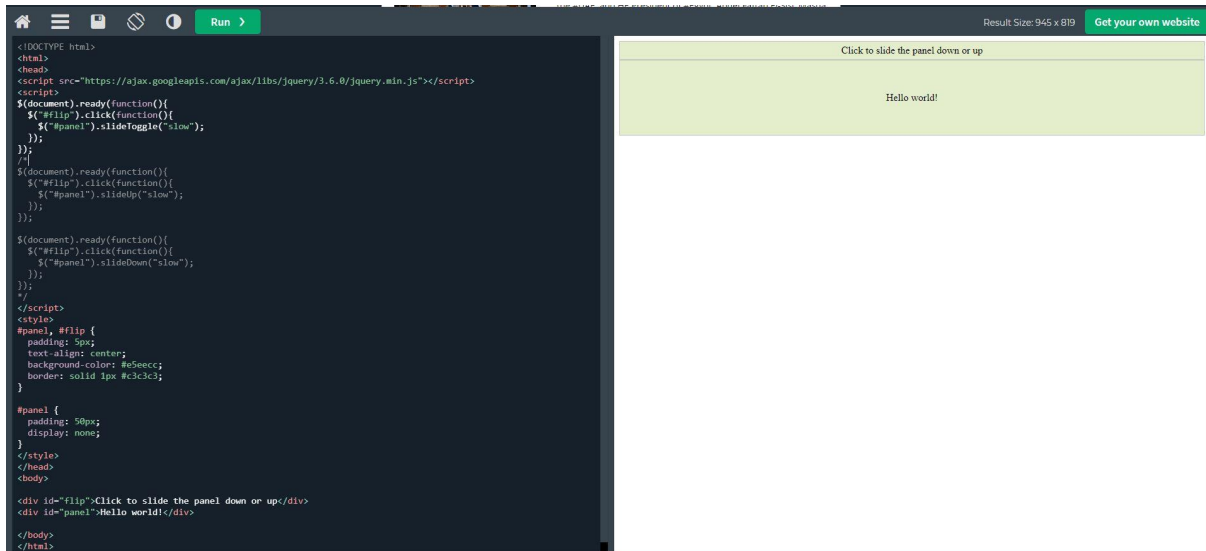 Run ❯
Result Size: 945 x 819
Get your own website
<!DOCTYPE html>
<html>
<head>
<script src="https://ajax.googleapis.com/ajax/libs/jquery/3.6.0/jquery.min.js"></script>
<script>
$(document).ready(function(){
  $("#flip").click(function(){
    $("#panel").slideToggle("slow");
  });
});
/*
$(document).ready(function(){
  $("#flip").click(function(){
    $("#panel").slideUp("slow");
  });
});

$(document).ready(function(){
  $("#flip").click(function(){
    $("#panel").slideDown("slow");
  });
});
*/
</script>
<style>
#panel, #flip {
  padding: 5px;
  text-align: center;
  background-color: #e5eecc;
  border: solid 1px #c3c3c3;
}

#panel {
  padding: 50px;
  display: none;
}
</style>
</head>
<body>

<div id="flip">Click to slide the panel down or up</div>
<div id="panel">Hello world!</div>

</body>
</html>
Click to slide the panel down or up
Hello world!